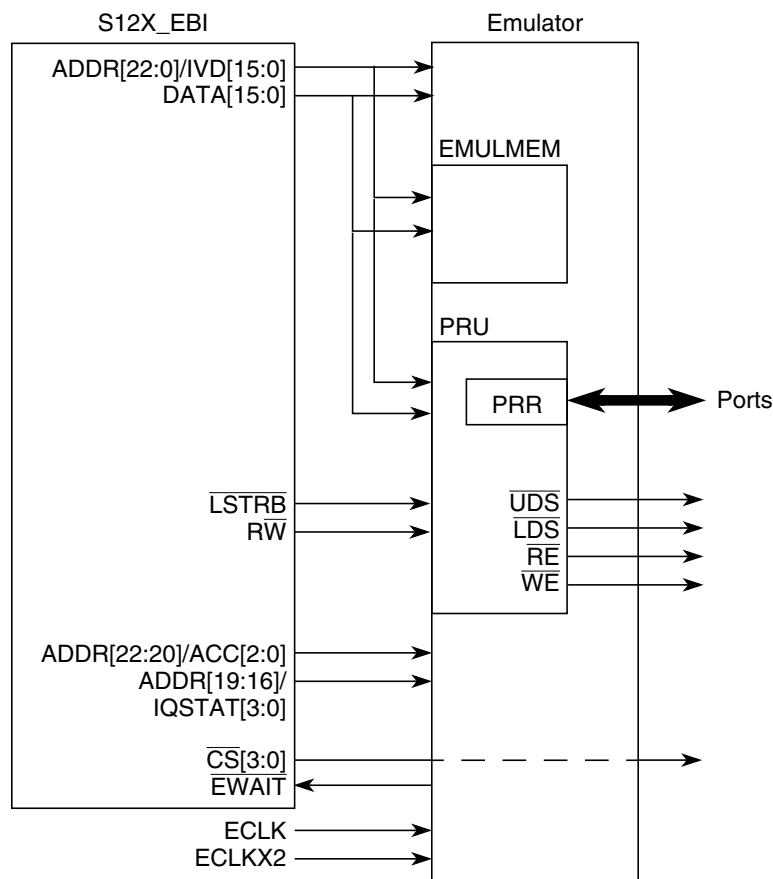 S12X_EBI
Emulator
ADDR[22:0]/IVD[15:0]
DATA[15:0]
EMULMEM
PRU
PRR
Ports
LSTRB
RW
UDS
LDS
RE
WE
ADDR[22:20]/ACC[2:0]
ADDR[19:16]/
IQSTAT[3:0]
CS[3:0]
EWAIT
ECLK
ECLKX2